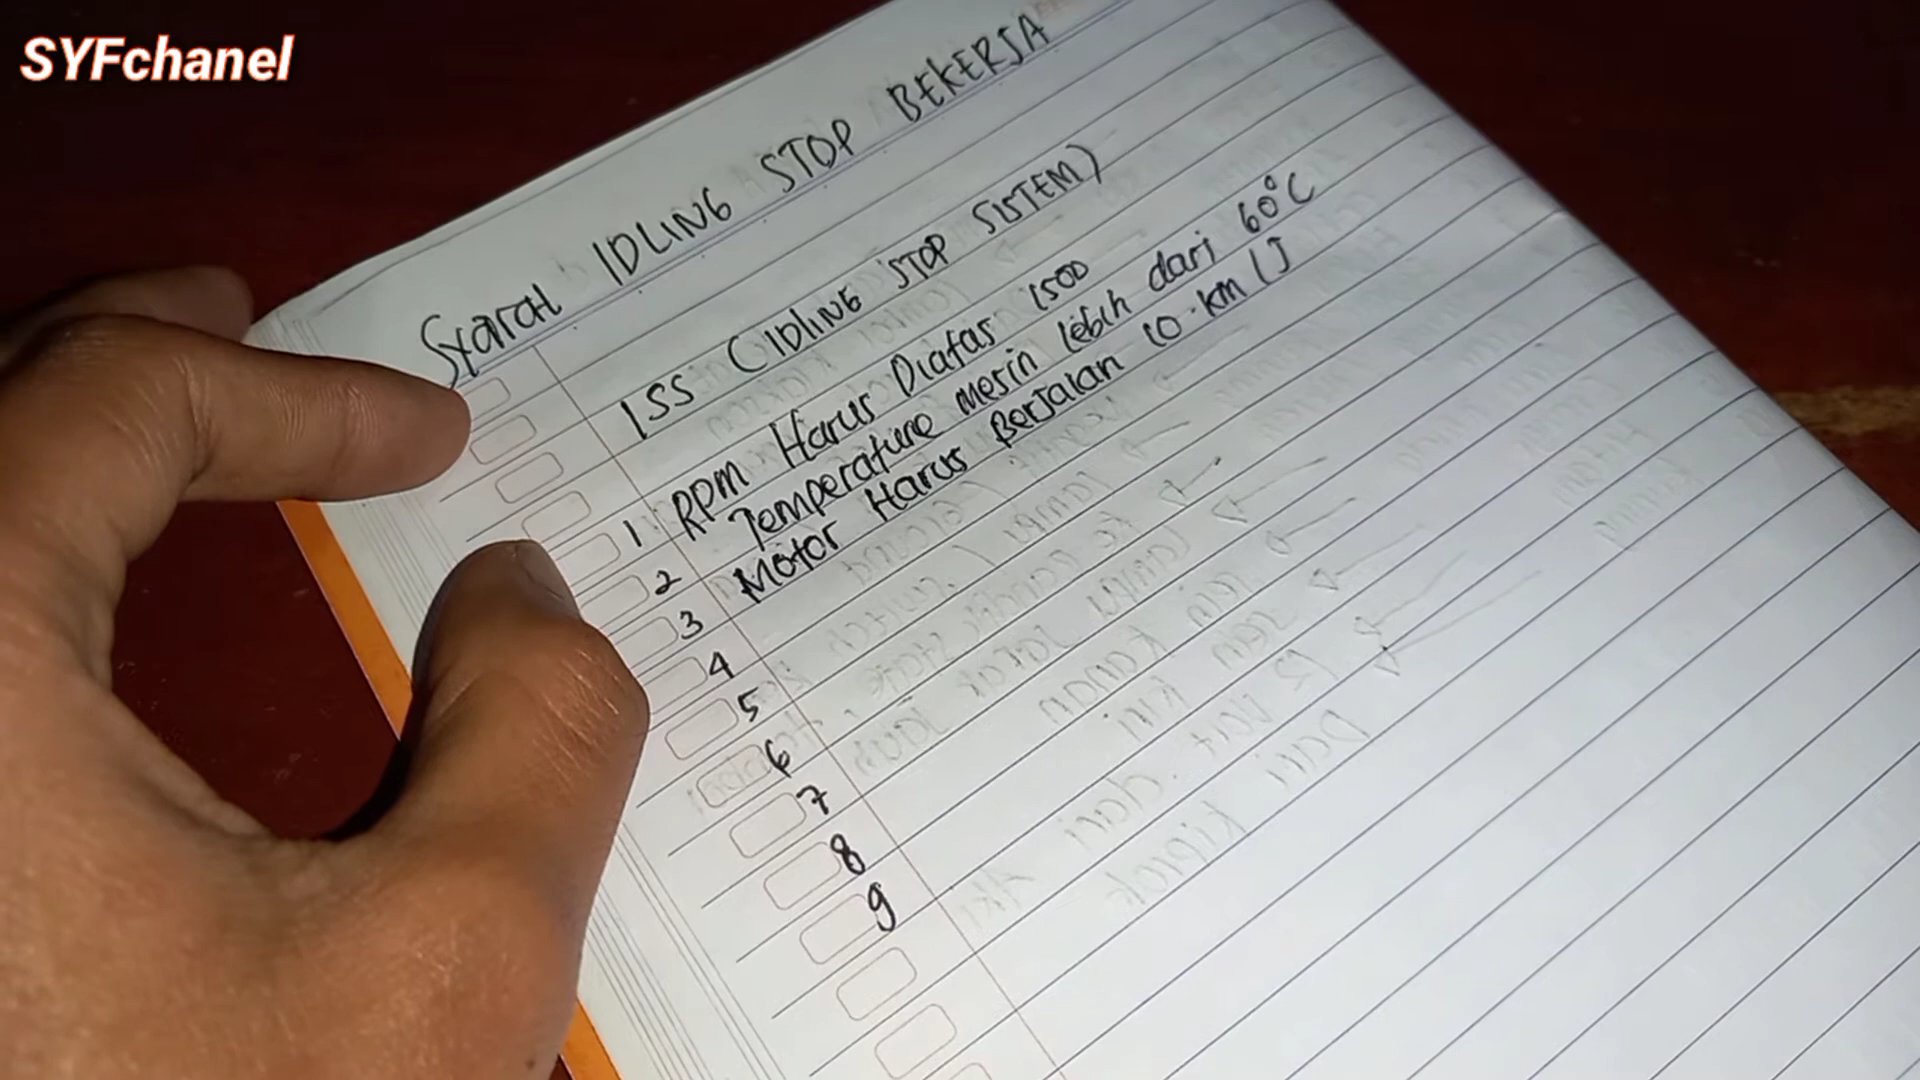 SYFchanel
Syarat IDLING STOP BEKERJA
ISS (IDLING STOP SISTEM)
1 RPM Harus Diatas 1500
2 Temperature mesin lebih dari 60°C
3 Motor Harus Berjalan 10 KM/J
4
5
6
7
8
9